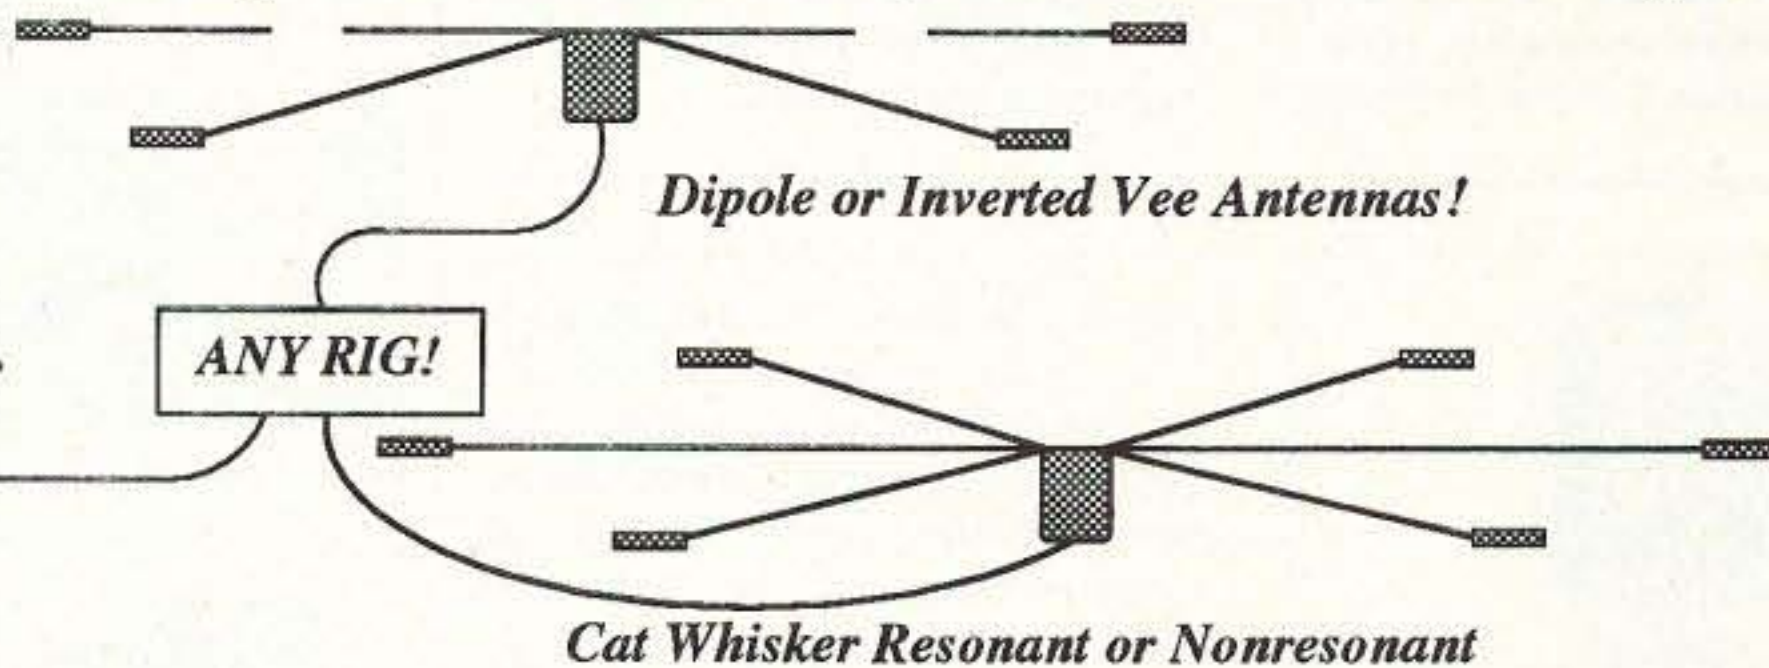 Dipole or Inverted Vee Antennas!
ANY RIG!
Cat Whisker Resonant or Nonresonant